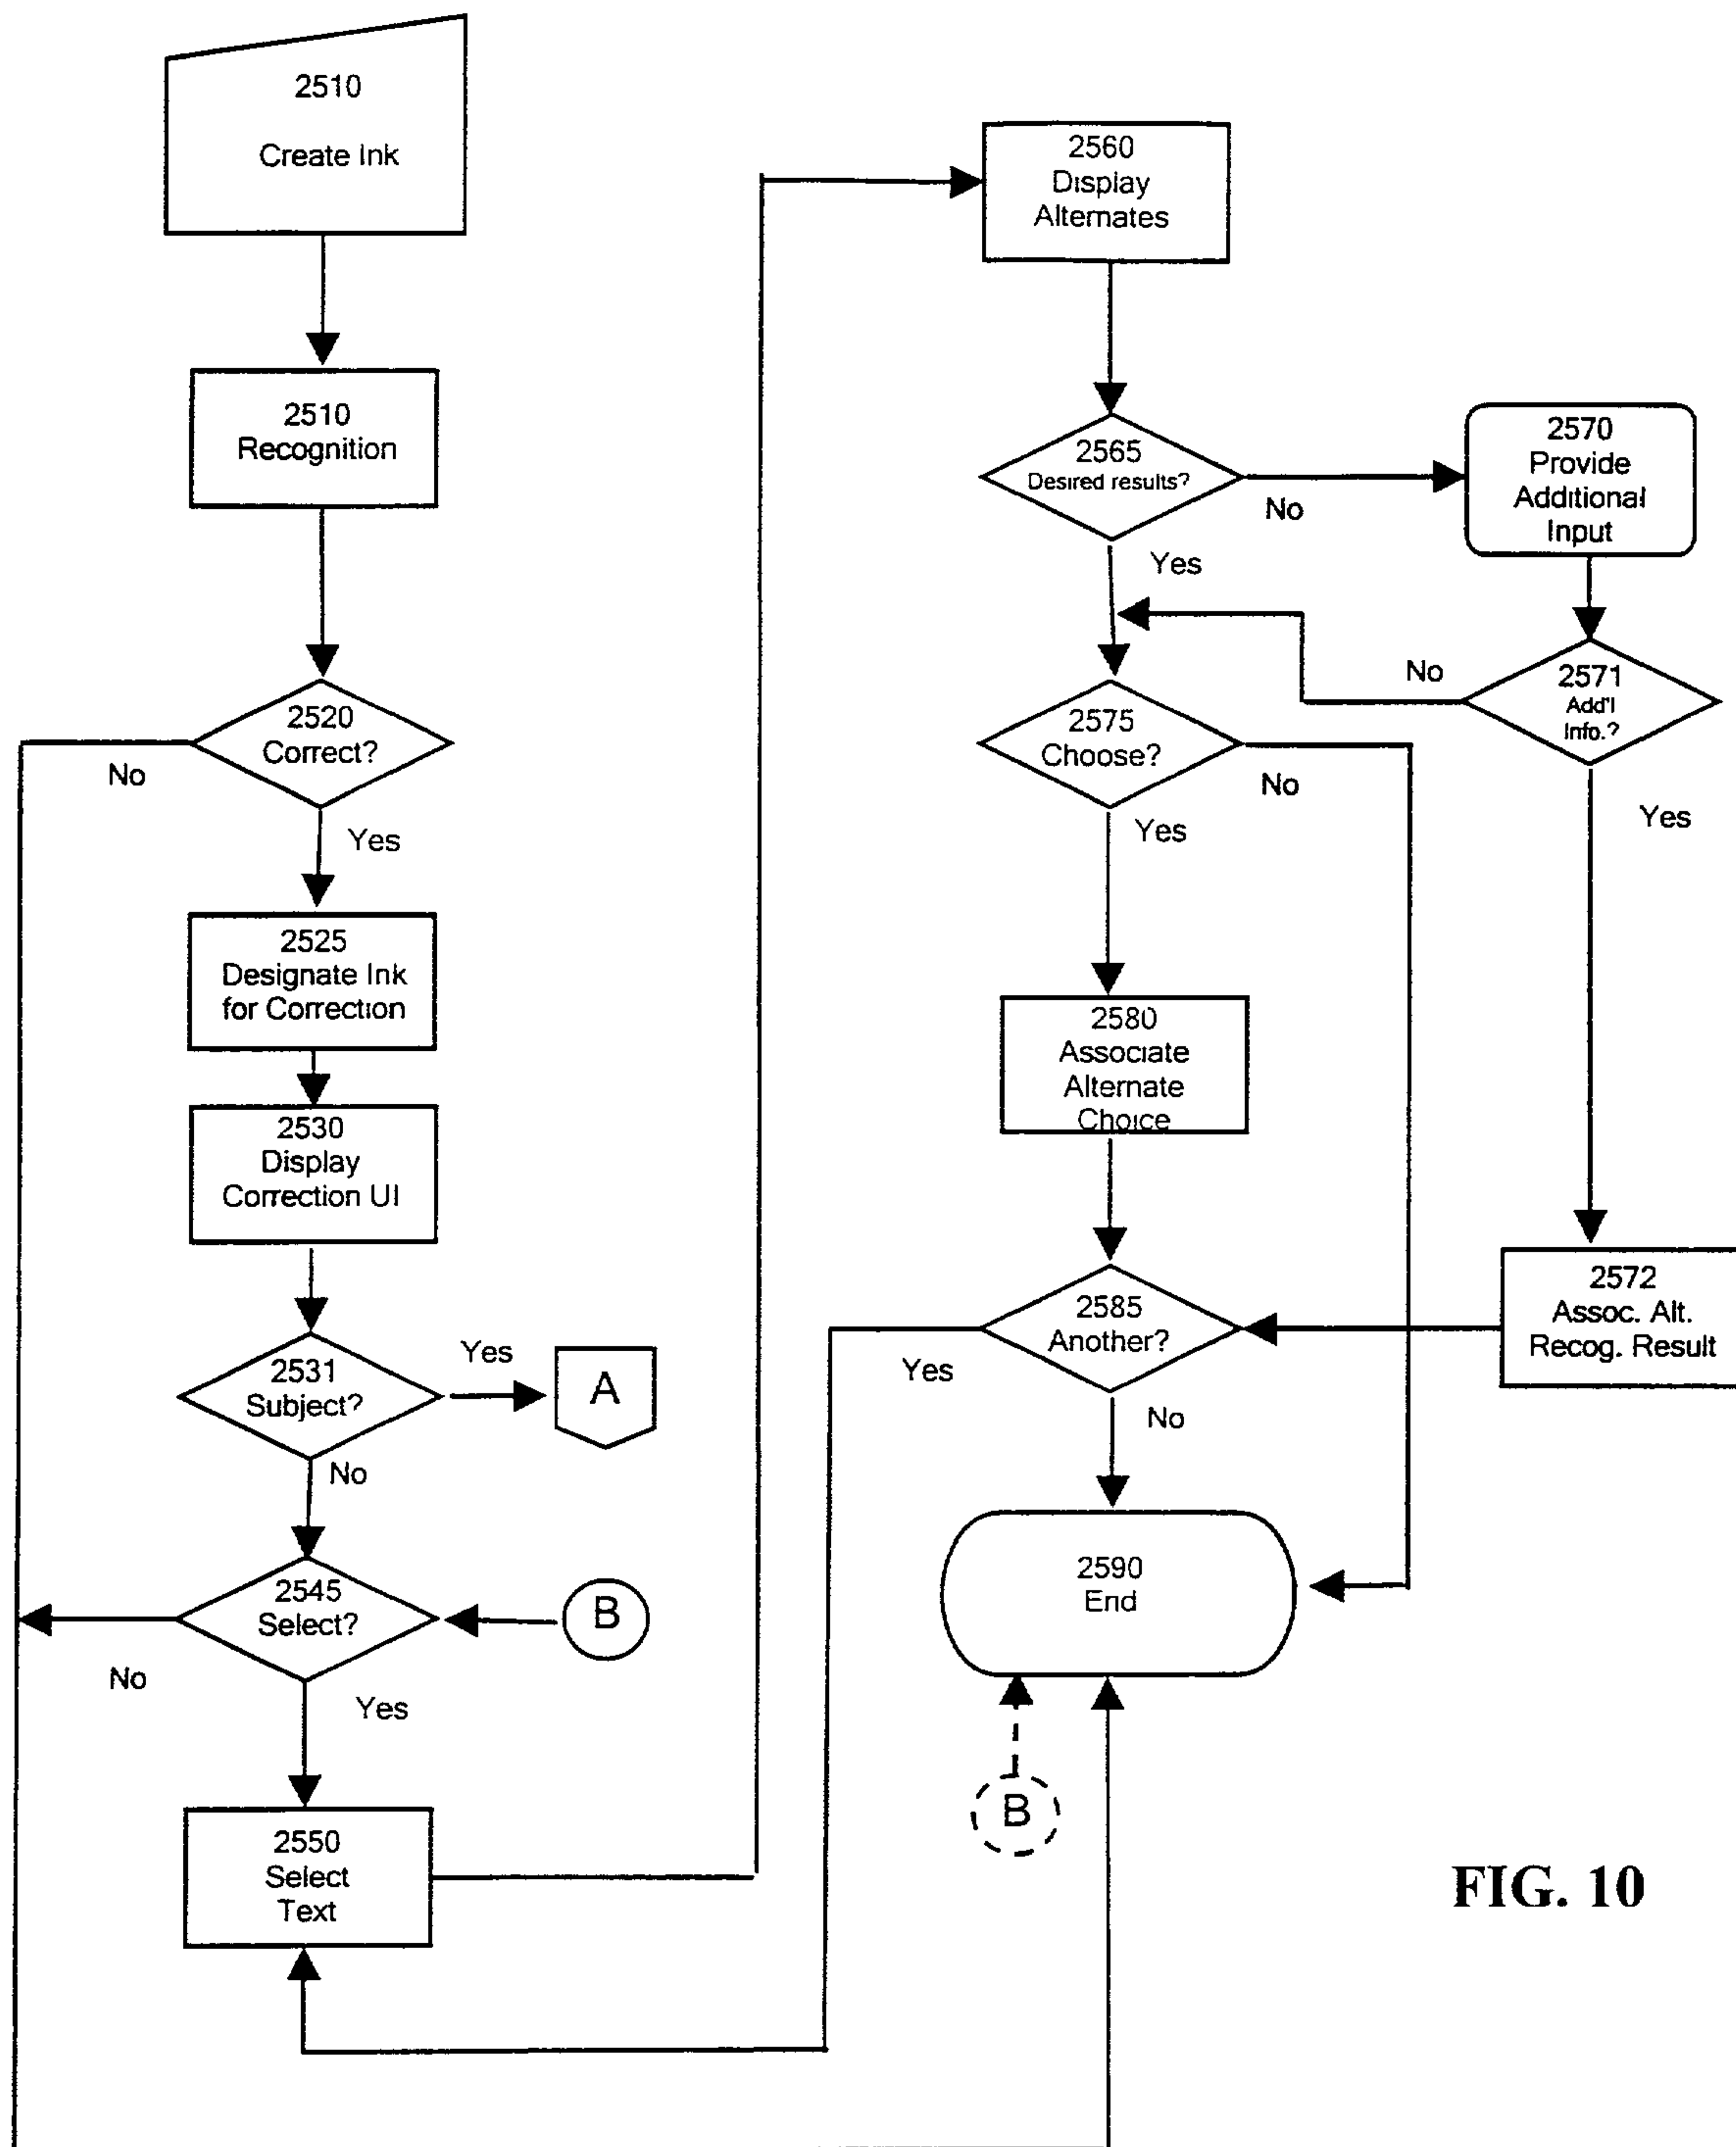 2510
Create Ink
2510
Recognition
2520
Correct?
No
Yes
2525
Designate Ink
for Correction
2530
Display
Correction UI
2531
Subject?
Yes
A
No
2545
Select?
B
No
Yes
2550
Select
Text
2560
Display
Alternates
2565
Desired results?
No
Yes
2570
Provide
Additional
Input
2571
Add'l
Info.?
No
Yes
2575
Choose?
No
Yes
2580
Associate
Alternate
Choice
2572
Assoc. Alt.
Recog. Result
2585
Another?
Yes
No
2590
End
B
FIG. 10